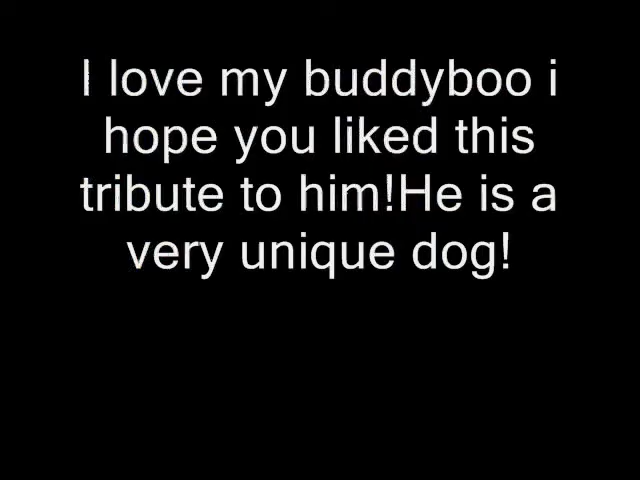 I love my buddyboo i
hope you liked this
tribute to him!He is a
very unique dog!